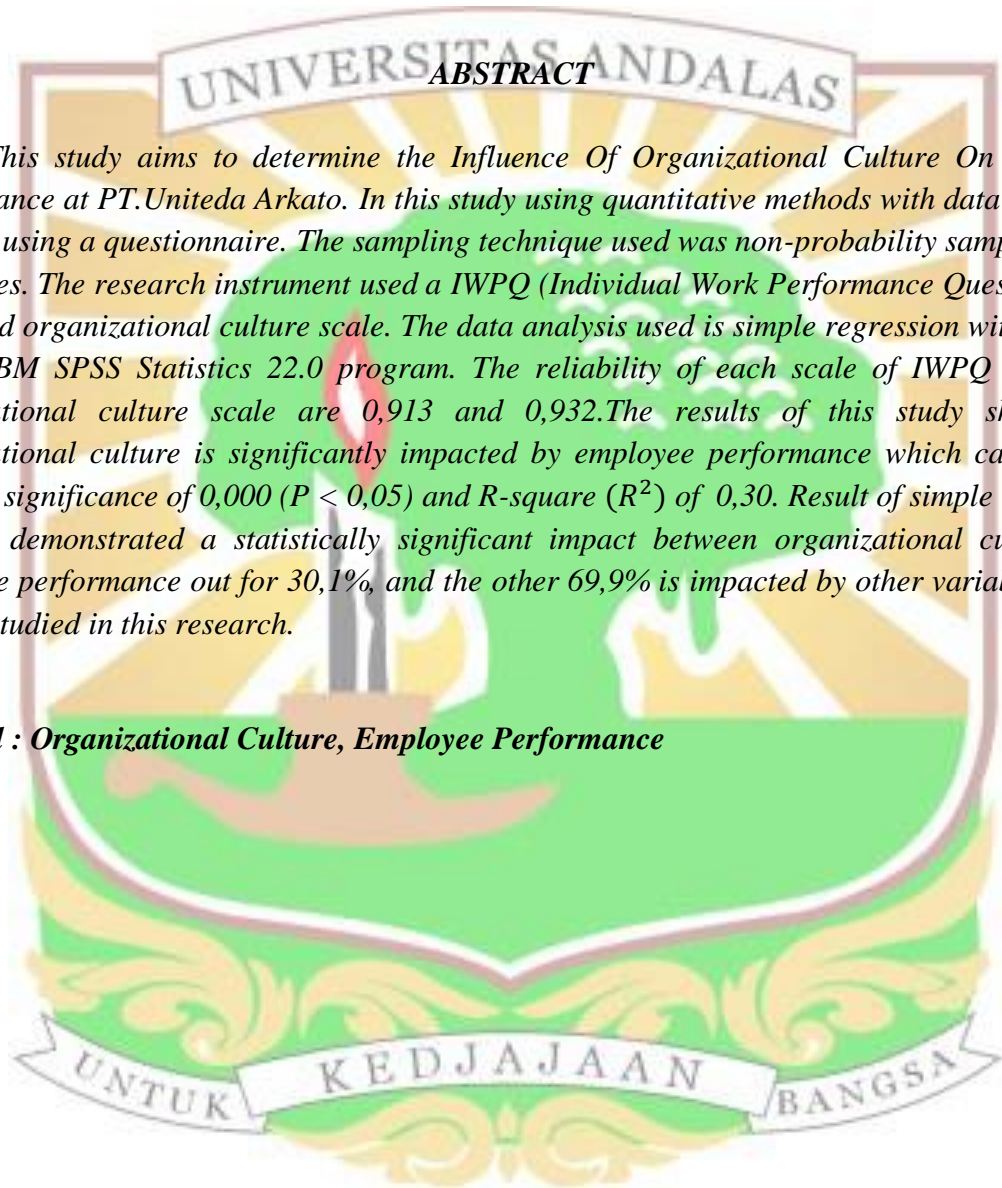 UNIVERSITAS ANDALAS
ABSTRACT
This study aims to determine the Influence Of Organizational Culture On
ance at PT.Uniteda Arkato. In this study using quantitative methods with data
using a questionnaire. The sampling technique used was non-probability samp
es. The research instrument used a IWPQ (Individual Work Performance Ques
d organizational culture scale. The data analysis used is simple regression wit
BM SPSS Statistics 22.0 program. The reliability of each scale of IWPQ
ational culture scale are 0,913 and 0,932.The results of this study s
ational culture is significantly impacted by employee performance which ca
significance of 0,000 (P < 0,05) and R-square (R²) of 0,30. Result of simple
demonstrated a statistically significant impact between organizational cu
e performance out for 30,1%, and the other 69,9% is impacted by other varia
studied in this research.
: Organizational Culture, Employee Performance
UNTUK KEDJAJAAN BANGSA